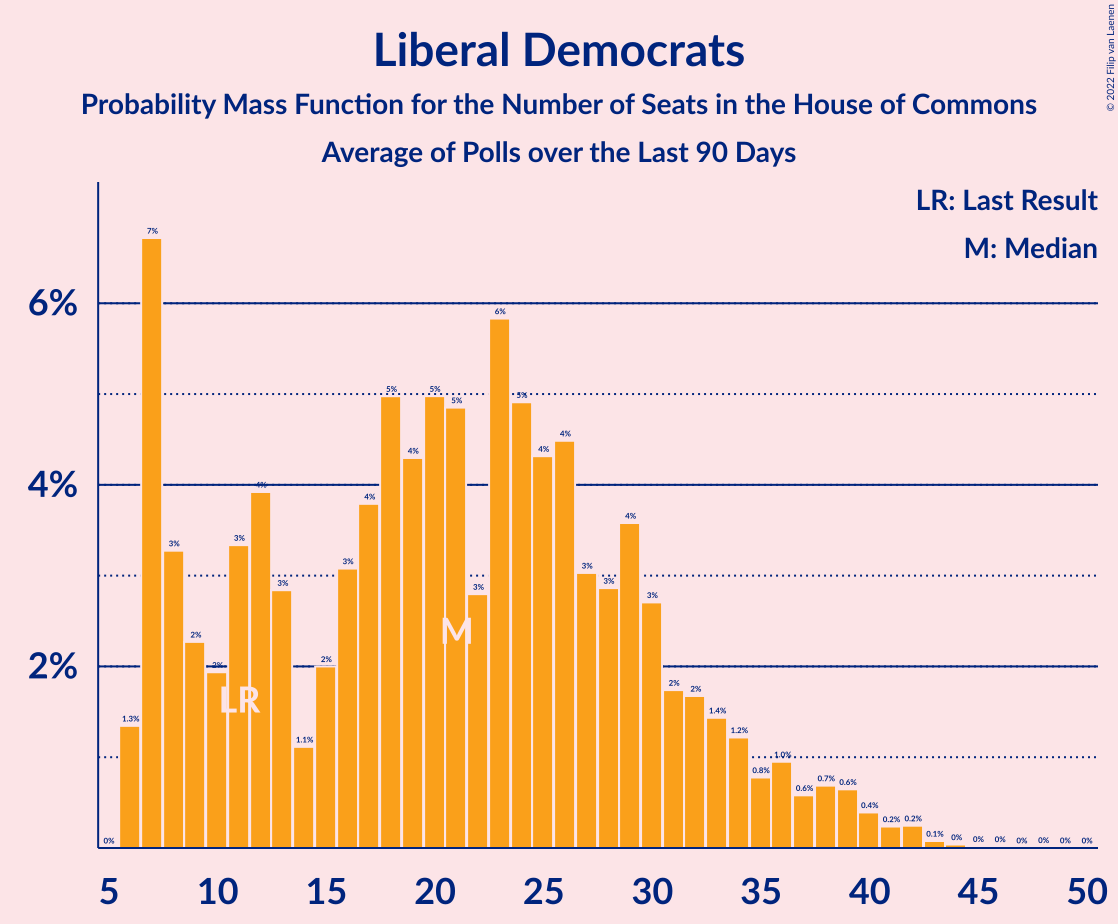 Liberal Democrats
Probability Mass Function for the Number of Seats in the House of Commons
Average of Polls over the Last 90 Days
© 2022 Filip van Laenen
LR: Last Result
M: Median
6%
4%
2%
0% 1.3% 7% 3% 2% 2% 3% 4% 3% 1.1% 2% 3% 4% 5% 4% 5% 5% 3% 6% 5% 4% 4% 3% 3% 4% 3% 2% 2% 1.4% 1.2% 0.8% 1.0% 0.6% 0.7% 0.6% 0.4% 0.2% 0.2% 0.1% 0% 0% 0% 0% 0% 0% 0%
M
LR
5 10 15 20 25 30 35 40 45 50